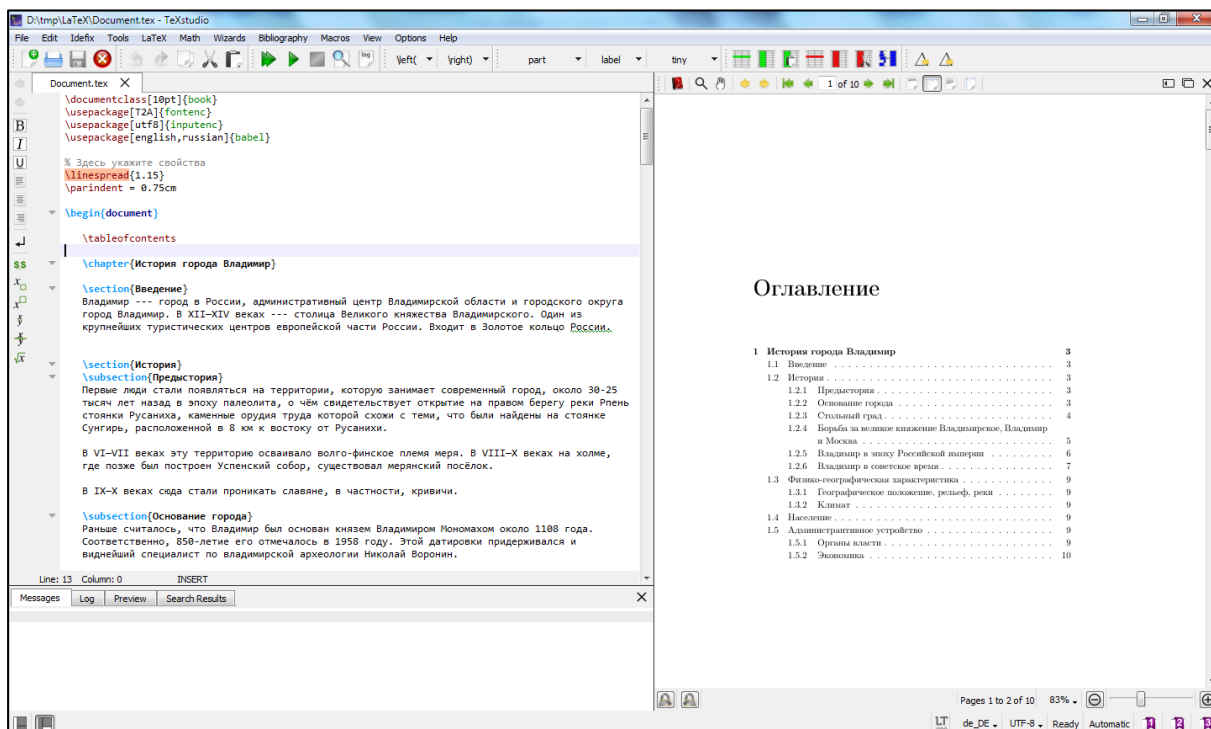 D:\tmp\LaTeX\Document.tex - TeXstudio
File Edit Idefix Tools LaTeX Math Wizards Bibliography Macros View Options Help
log \left( \right) part label tiny
Document.tex
1 of 10
\documentclass[10pt]{book}
\usepackage[T2A]{fontenc}
\usepackage[utf8]{inputenc}
\usepackage[english,russian]{babel}
% Здесь укажите свойства
\linespread{1.15}
\parindent = 0.75cm
\begin{document}
\tableofcontents
\chapter{История города Владимир}
\section{Введение}
Владимир --- город в России, административный центр Владимирской области и городского округа
город Владимир. В XII—XIV веках --- столица Великого княжества Владимирского. Один из
крупнейших туристических центров европейской части России. Входит в Золотое кольцо России.
\section{История}
\subsection{Предыстория}
Первые люди стали появляться на территории, которую занимает современный город, около 30-25
тысяч лет назад в эпоху палеолита, о чём свидетельствует открытие на правом берегу реки Рпень
стоянки Русаниха, каменные орудия труда которой схожи с теми, что были найдены на стоянке
Сунгирь, расположенной в 8 км к востоку от Русанихи.
В VI—VII веках эту территорию осваивало волго-финское племя меря. В VIII—X веках на холме,
где позже был построен Успенский собор, существовал мерянский посёлок.
В IX—X веках сюда стали проникать славяне, в частности, кривичи.
\subsection{Основание города}
Раньше считалось, что Владимир был основан князем Владимиром Мономахом около 1108 года.
Соответственно, 850-летие его отмечалось в 1958 году. Этой датировки придерживался и
виднейший специалист по владимирской археологии Николай Воронин.
B
I
U
$$
Line: 13 Column: 0 INSERT
Messages Log Preview Search Results
Оглавление
1 История города Владимир 3
1.1 Введение 3
1.2 История 3
1.2.1 Предыстория 3
1.2.2 Основание города 3
1.2.3 Стольный град 4
1.2.4 Борьба за великое княжение Владимирское, Владимир
и Москва 5
1.2.5 Владимир в эпоху Российской империи 6
1.2.6 Владимир в советское время 7
1.3 Физико-географическая характеристика 9
1.3.1 Географическое положение, рельеф, реки 9
1.3.2 Климат 9
1.4 Население 9
1.5 Административное устройство 9
1.5.1 Органы власти 9
1.5.2 Экономика 10
Pages 1 to 2 of 10 83%
LT de_DE UTF-8 Ready Automatic 1 2 3